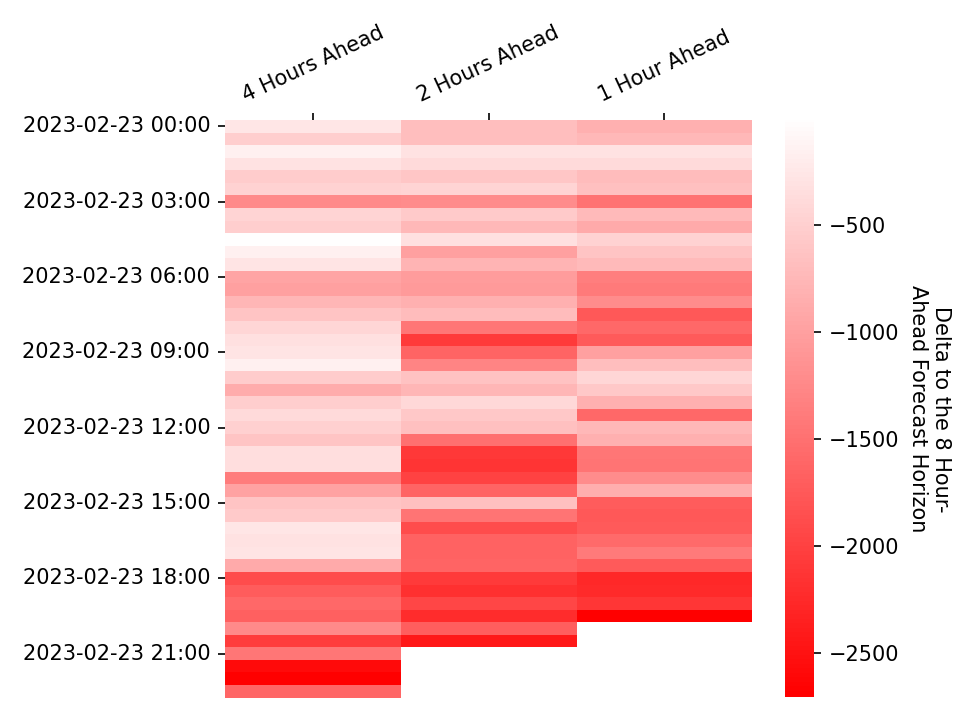 4 Hours Ahead
2 Hours Ahead
1 Hour Ahead
2023-02-23 00:00
2023-02-23 03:00
2023-02-23 06:00
2023-02-23 09:00
2023-02-23 12:00
2023-02-23 15:00
2023-02-23 18:00
2023-02-23 21:00
−500
−1000
−1500
−2000
−2500
Delta to the 8 Hour-
Ahead Forecast Horizon